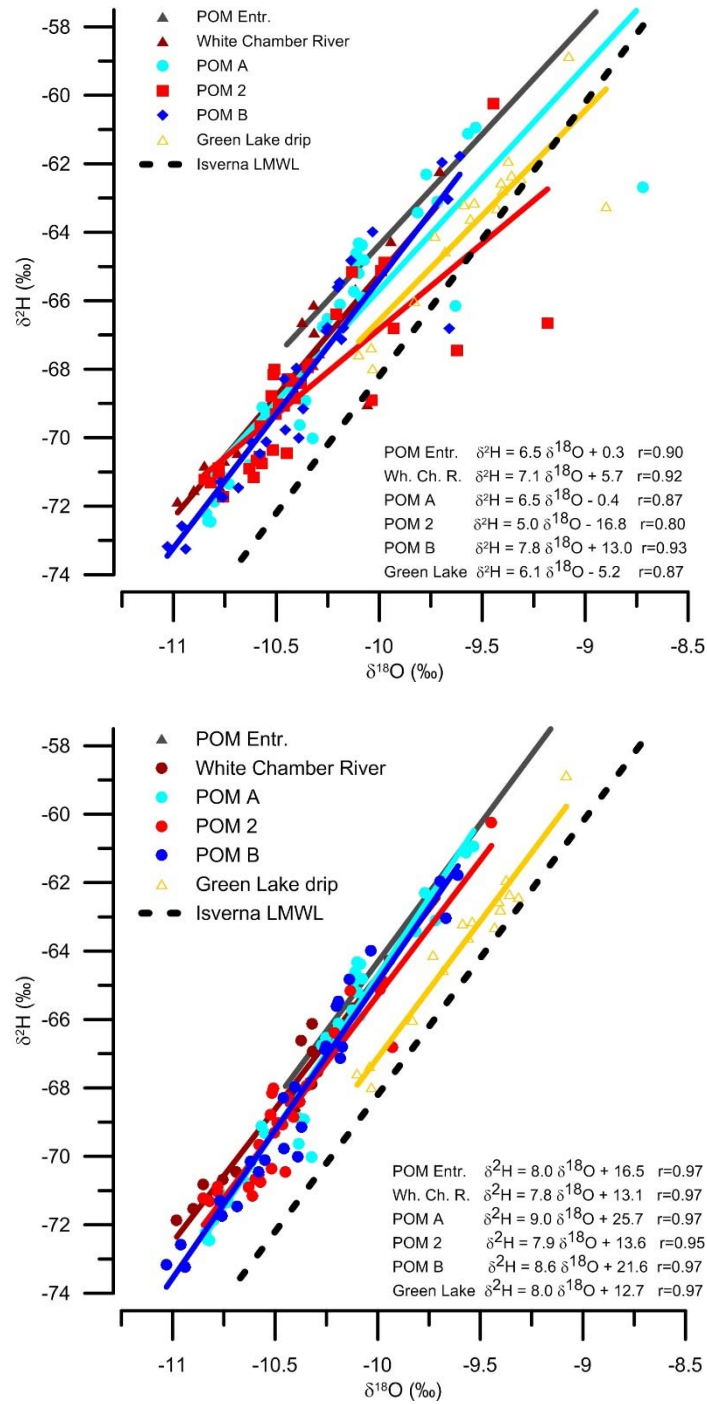 -58
-60
-62
-64
-66
-68
-70
-72
-74
δ²H (‰)
POM Entr.
White Chamber River
POM A
POM 2
POM B
Green Lake drip
Isverna LMWL
POM Entr. δ²H = 6.5 δ¹⁸O + 0.3 r=0.90
Wh. Ch. R. δ²H = 7.1 δ¹⁸O + 5.7 r=0.92
POM A δ²H = 6.5 δ¹⁸O - 0.4 r=0.87
POM 2 δ²H = 5.0 δ¹⁸O - 16.8 r=0.80
POM B δ²H = 7.8 δ¹⁸O + 13.0 r=0.93
Green Lake δ²H = 6.1 δ¹⁸O - 5.2 r=0.87
-11 -10.5 -10 -9.5 -9 -8.5
δ¹⁸O (‰)
-58
-60
-62
-64
-66
-68
-70
-72
-74
δ²H (‰)
POM Entr.
White Chamber River
POM A
POM 2
POM B
Green Lake drip
Isverna LMWL
POM Entr. δ²H = 8.0 δ¹⁸O + 16.5 r=0.97
Wh. Ch. R. δ²H = 7.8 δ¹⁸O + 13.1 r=0.97
POM A δ²H = 9.0 δ¹⁸O + 25.7 r=0.97
POM 2 δ²H = 7.9 δ¹⁸O + 13.6 r=0.95
POM B δ²H = 8.6 δ¹⁸O + 21.6 r=0.97
Green Lake δ²H = 8.0 δ¹⁸O + 12.7 r=0.97
-11 -10.5 -10 -9.5 -9 -8.5
δ¹⁸O (‰)